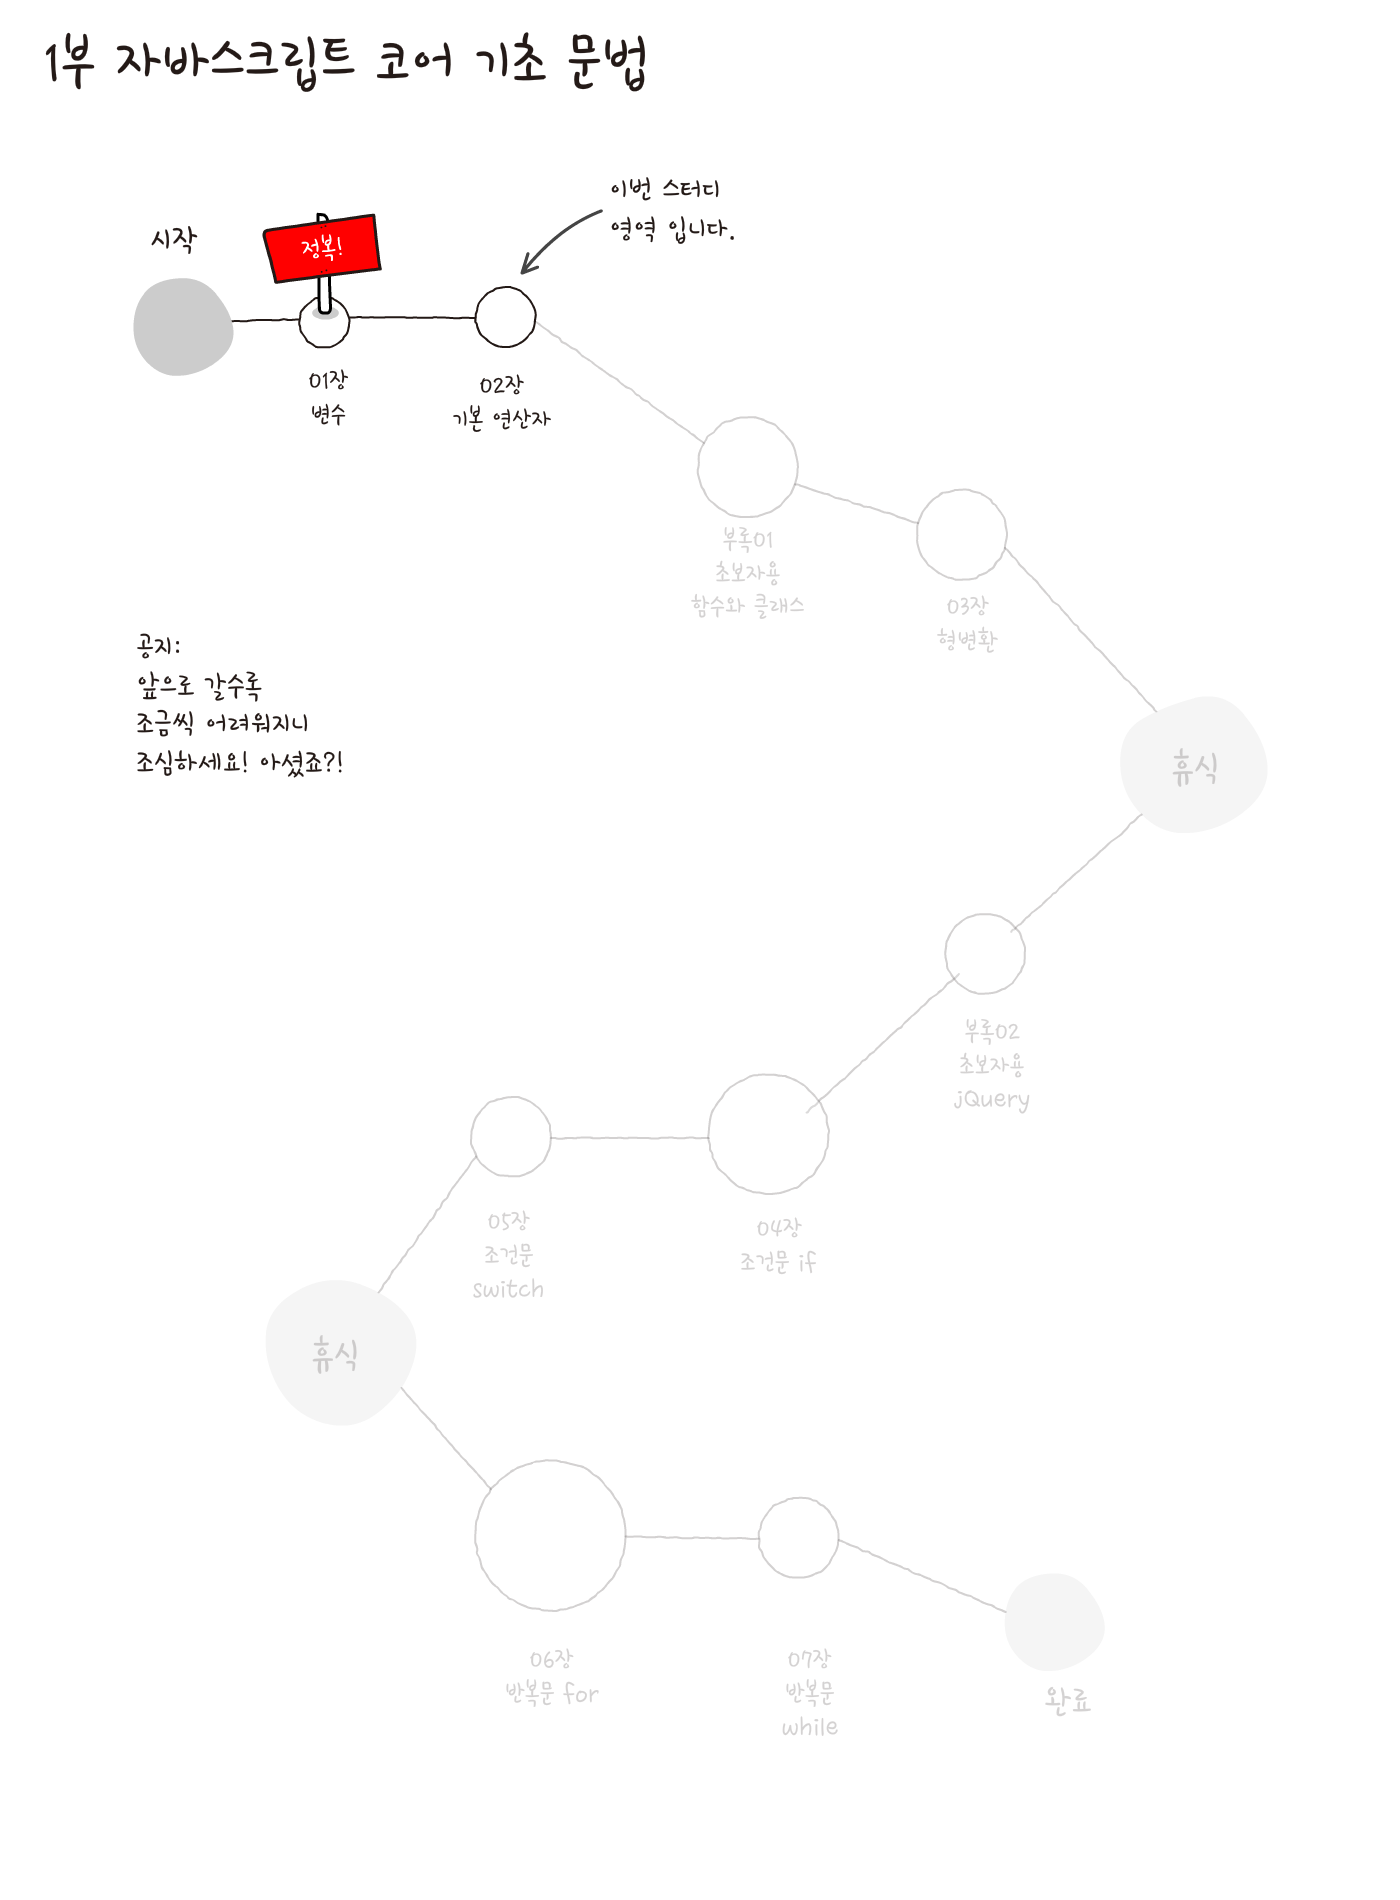 1부 자바스크립트 코어 기초 문법
이번 스터디
영역 입니다.
시작
정복!
01장
변수
02장
기본 연산자
부록01
초보자용
함수와 클래스
03장
형변환
공지:
앞으로 갈수록
조금씩 어려워지니
조심하세요! 아셨죠?!
휴식
부록02
초보자용
jQuery
04장
조건문 if
05장
조건문
switch
휴식
06장
반복문 for
07장
반복문
while
완료